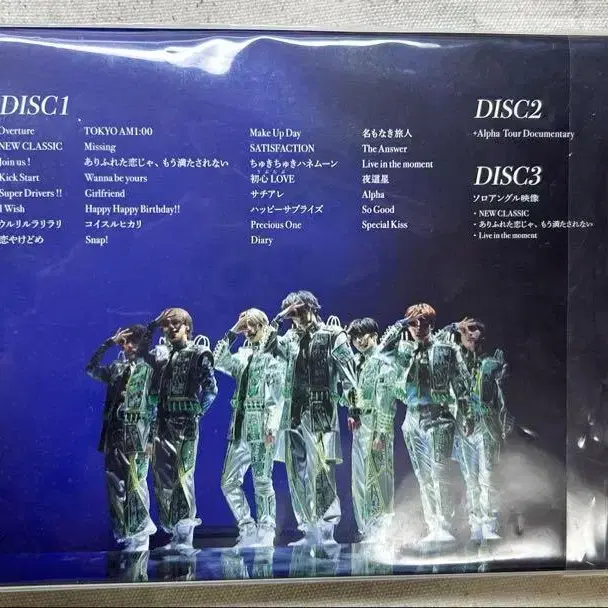 DISC1
Overture
NEW CLASSIC
Join us !
Kick Start
Super Drivers !!
I Wish
ウルリルラリラリ
恋やけどめ
TOKYO AM1:00
Missing
ありふれた恋じゃ、もう満たされない
Wanna be yours
Girlfriend
Happy Happy Birthday!!
コイスルヒカリ
Snap!
Make Up Day
SATISFACTION
ちゅきちゅきハネムーン
初心 LOVE
サチアレ
ハッピーサプライズ
Precious One
Diary
名もなき旅人
The Answer
Live in the moment
夜這星
Alpha
So Good
Special Kiss
DISC2
+Alpha Tour Documentary
DISC3
ソロアングル映像
・NEW CLASSIC
・ありふれた恋じゃ、もう満たされない
・Live in the moment